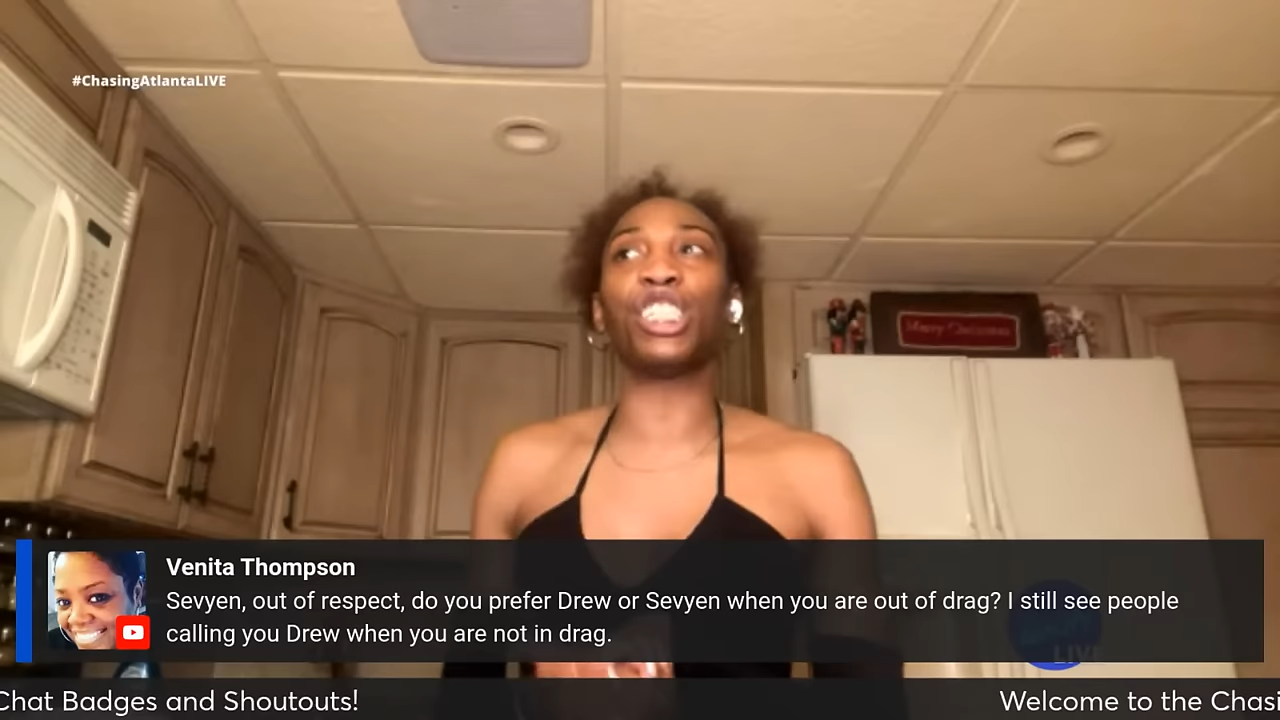 #ChasingAtlantaLIVE
Merry Christmas
Venita Thompson
Sevyen, out of respect, do you prefer Drew or Sevyen when you are out of drag? I still see people
calling you Drew when you are not in drag.
LIVE
Chat Badges and Shoutouts!
Welcome to the Chasi